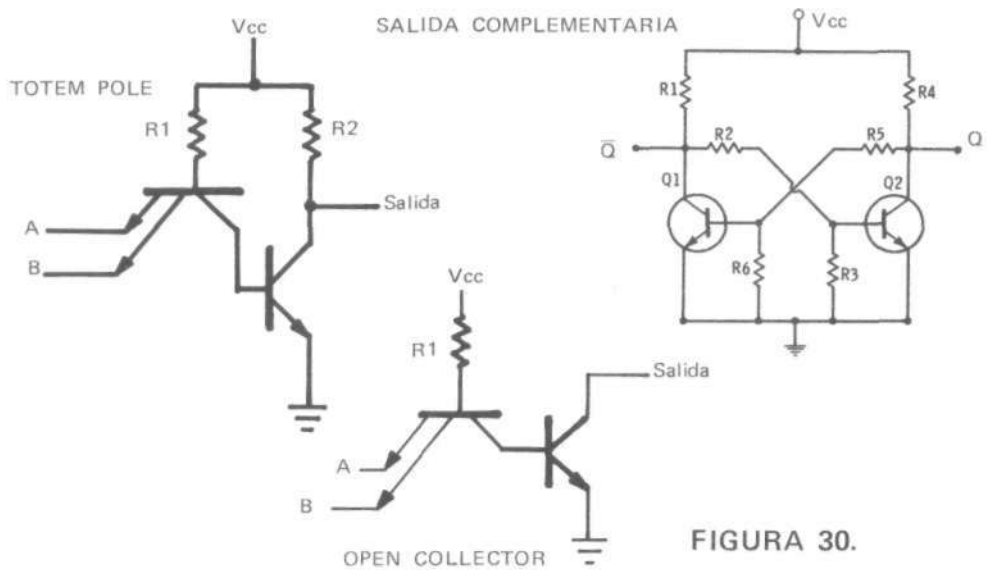 SALIDA COMPLEMENTARIA
Vcc
Vcc
TOTEM POLE
R1
R2
R1
R4
R2
R5
Q̅
Q
Q1
Q2
A
Salida
B
R6
R3
Vcc
R1
Salida
A
B
OPEN COLLECTOR
FIGURA 30.